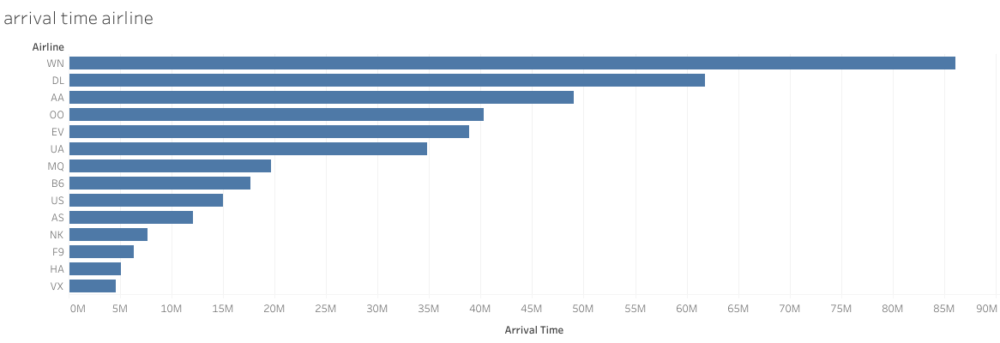 arrival time airline
Airline
WN
DL
AA
OO
EV
UA
MQ
B6
US
AS
NK
F9
HA
VX
0M 5M 10M 15M 20M 25M 30M 35M 40M 45M 50M 55M 60M 65M 70M 75M 80M 85M 90M
Arrival Time